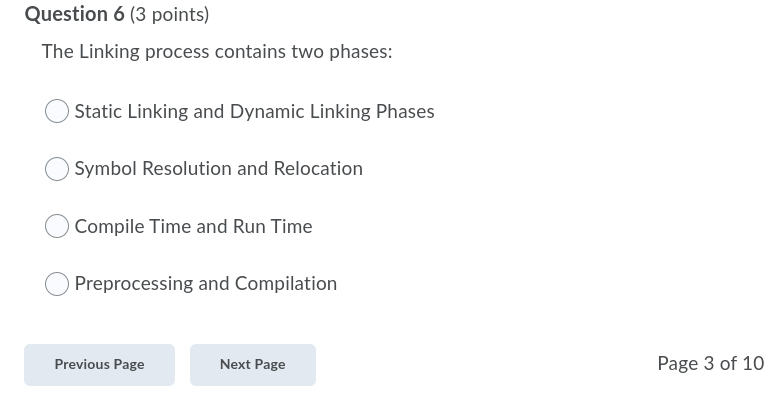 Question 6 (3 points)
The Linking process contains two phases:
Static Linking and Dynamic Linking Phases
Symbol Resolution and Relocation
Compile Time and Run Time
Preprocessing and Compilation
Previous Page Next Page Page 3 of 10